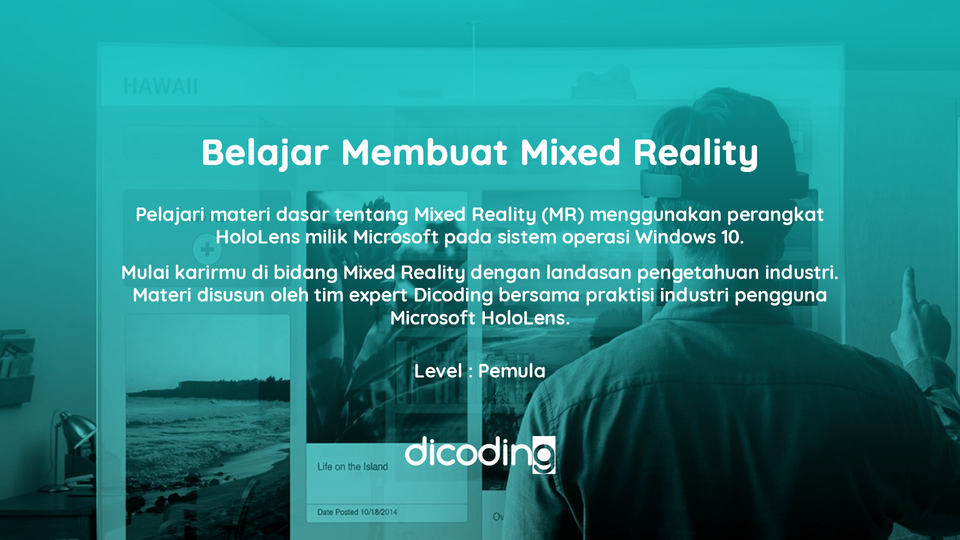 HAWAII
Belajar Membuat Mixed Reality
Pelajari materi dasar tentang Mixed Reality (MR) menggunakan perangkat
HoloLens milik Microsoft pada sistem operasi Windows 10.
Mulai karirmu di bidang Mixed Reality dengan landasan pengetahuan industri.
Materi disusun oleh tim expert Dicoding bersama praktisi industri pengguna
Microsoft HoloLens.
Level : Pemula
dicoding
Life on the Island
Date Posted 10/18/2014